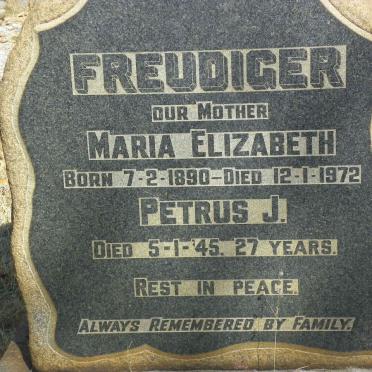 FREUDIGER
OUR MOTHER
MARIA ELIZABETH
BORN 7-2-1890-DIED 12-1-1972
PETRUS J.
DIED 5-1-'45. 27 YEARS.
REST IN PEACE.
ALWAYS REMEMBERED BY FAMILY.